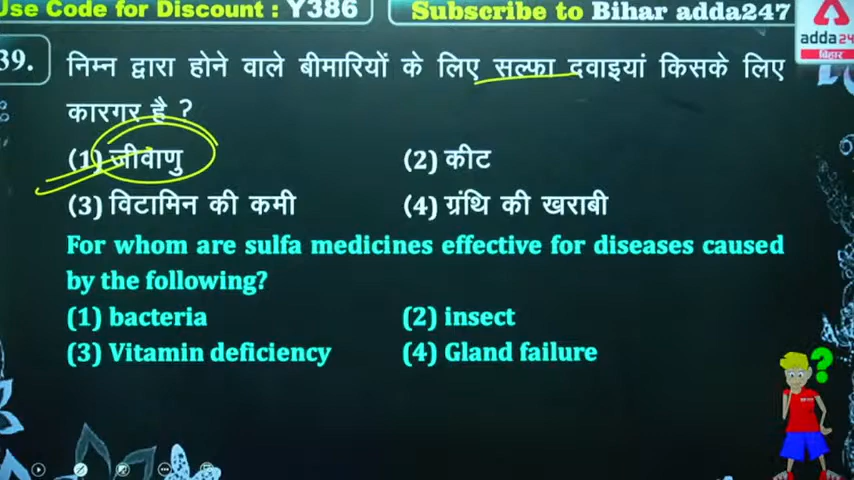 Use Code for Discount : Y386
Subscribe to Bihar adda247
adda24
बिहार
39. निम्न द्वारा होने वाले बीमारियों के लिए सल्फा दवाइयां किसके लिए
कारगर है ?
(1) जीवाणु (2) कीट
(3) विटामिन की कमी (4) ग्रंथि की खराबी
For whom are sulfa medicines effective for diseases caused
by the following?
(1) bacteria (2) insect
(3) Vitamin deficiency (4) Gland failure